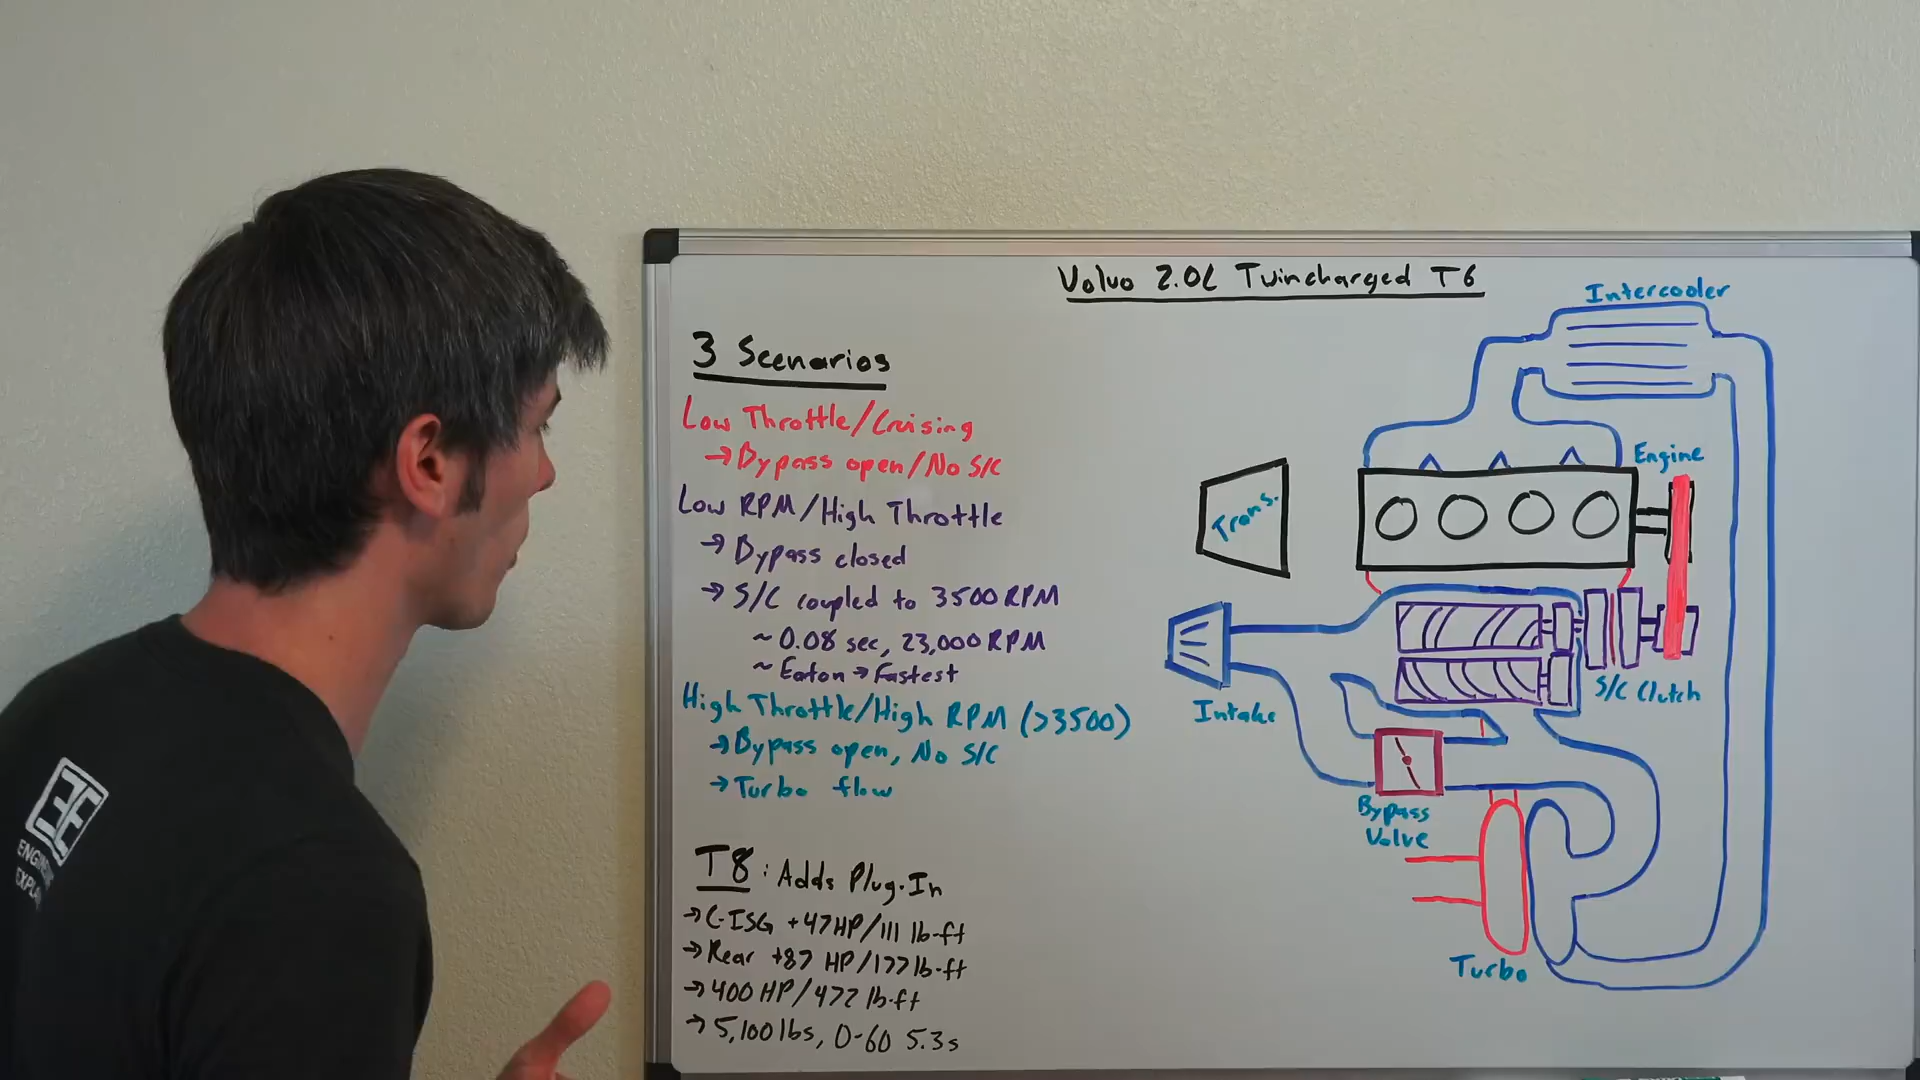 Volvo 2.0L Twincharged T6
3 Scenarios
Low Throttle/Cruising
→ Bypass open/No S/C
Low RPM/High Throttle
→ Bypass closed
→ S/C coupled to 3500 RPM
~ 0.08 sec, 23,000 RPM
~ Eaton → Fastest
High Throttle/High RPM (>3500)
→ Bypass open, No S/C
→ Turbo flow
T8: Adds Plug-In
→ C-ISG +47HP/111 lb-ft
→ Rear +87 HP/177 lb-ft
→ 400 HP/472 lb-ft
→ 5,100 lbs, 0-60 5.3s
Intercooler
Engine
Trans.
S/C Clutch
Intake
Bypass
Valve
Turbo
EE